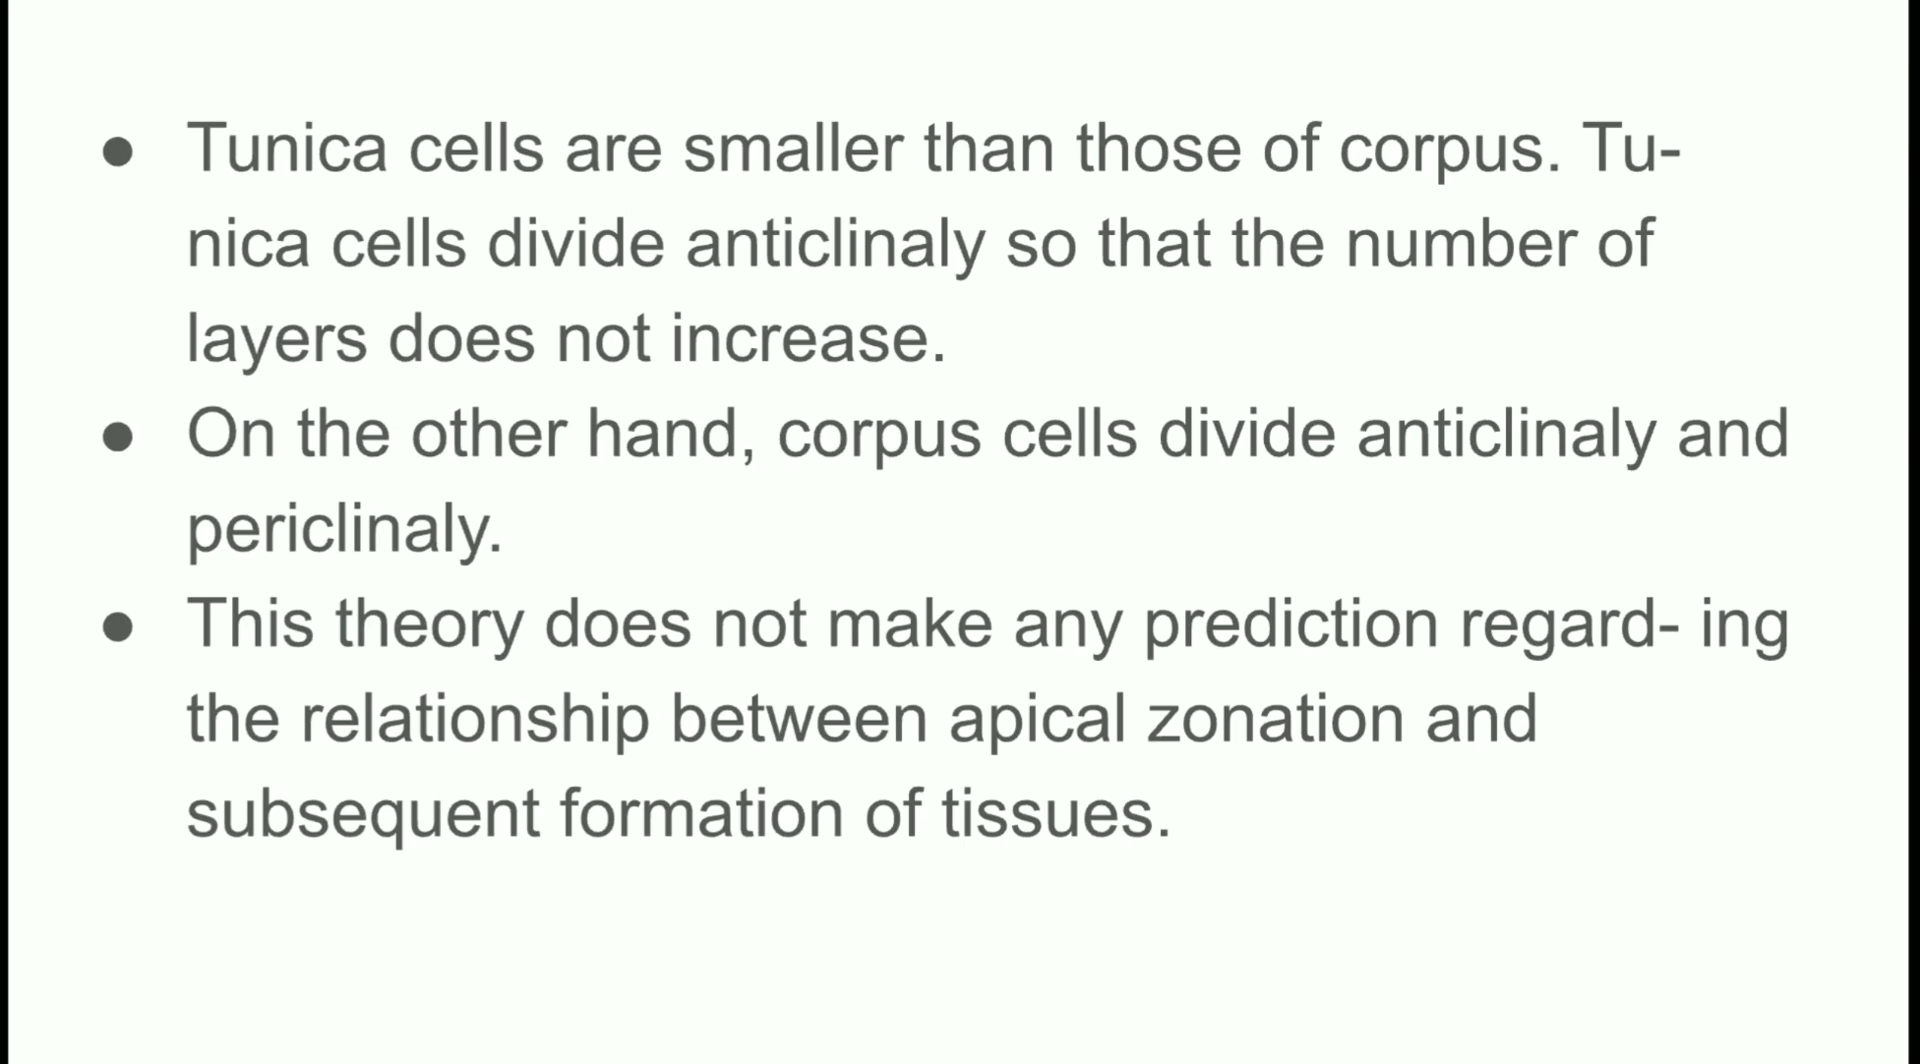 ● Tunica cells are smaller than those of corpus. Tu-
nica cells divide anticlinaly so that the number of
layers does not increase.
● On the other hand, corpus cells divide anticlinaly and
periclinaly.
● This theory does not make any prediction regard- ing
the relationship between apical zonation and
subsequent formation of tissues.